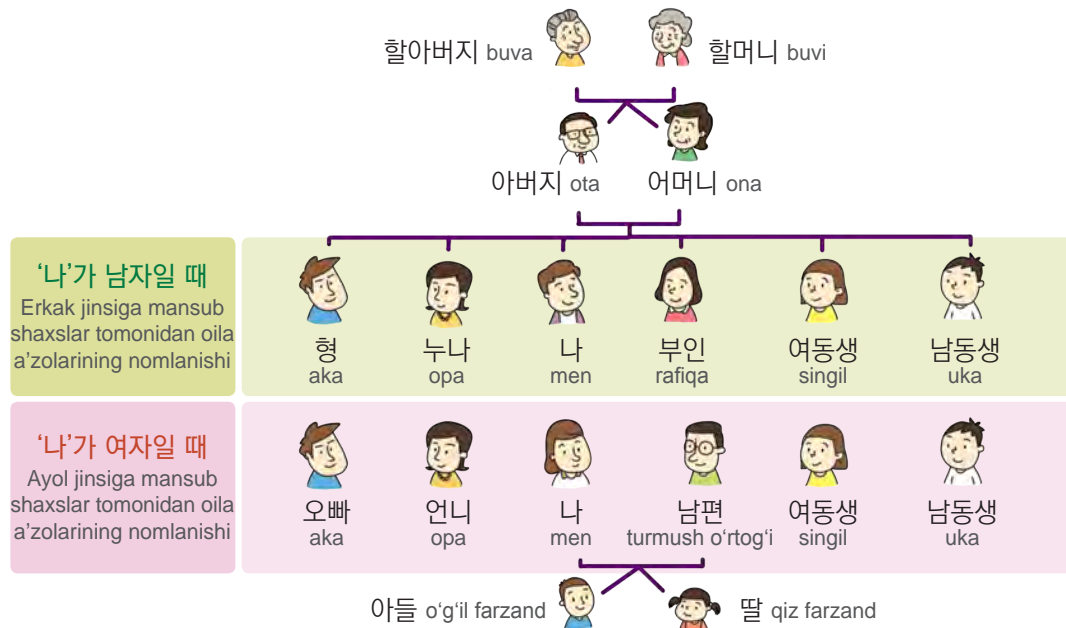 할아버지 buva 할머니 buvi
아버지 ota 어머니 ona
‘나’가 남자일 때
Erkak jinsiga mansub
shaxslar tomonidan oila
a’zolarining nomlanishi
형 누나 나 부인 여동생 남동생
aka opa men rafiqa singil uka
‘나’가 여자일 때
Ayol jinsiga mansub
shaxslar tomonidan oila
a’zolarining nomlanishi
오빠 언니 나 남편 여동생 남동생
aka opa men turmush o‘rtog‘i singil uka
아들 o‘g‘il farzand 딸 qiz farzand